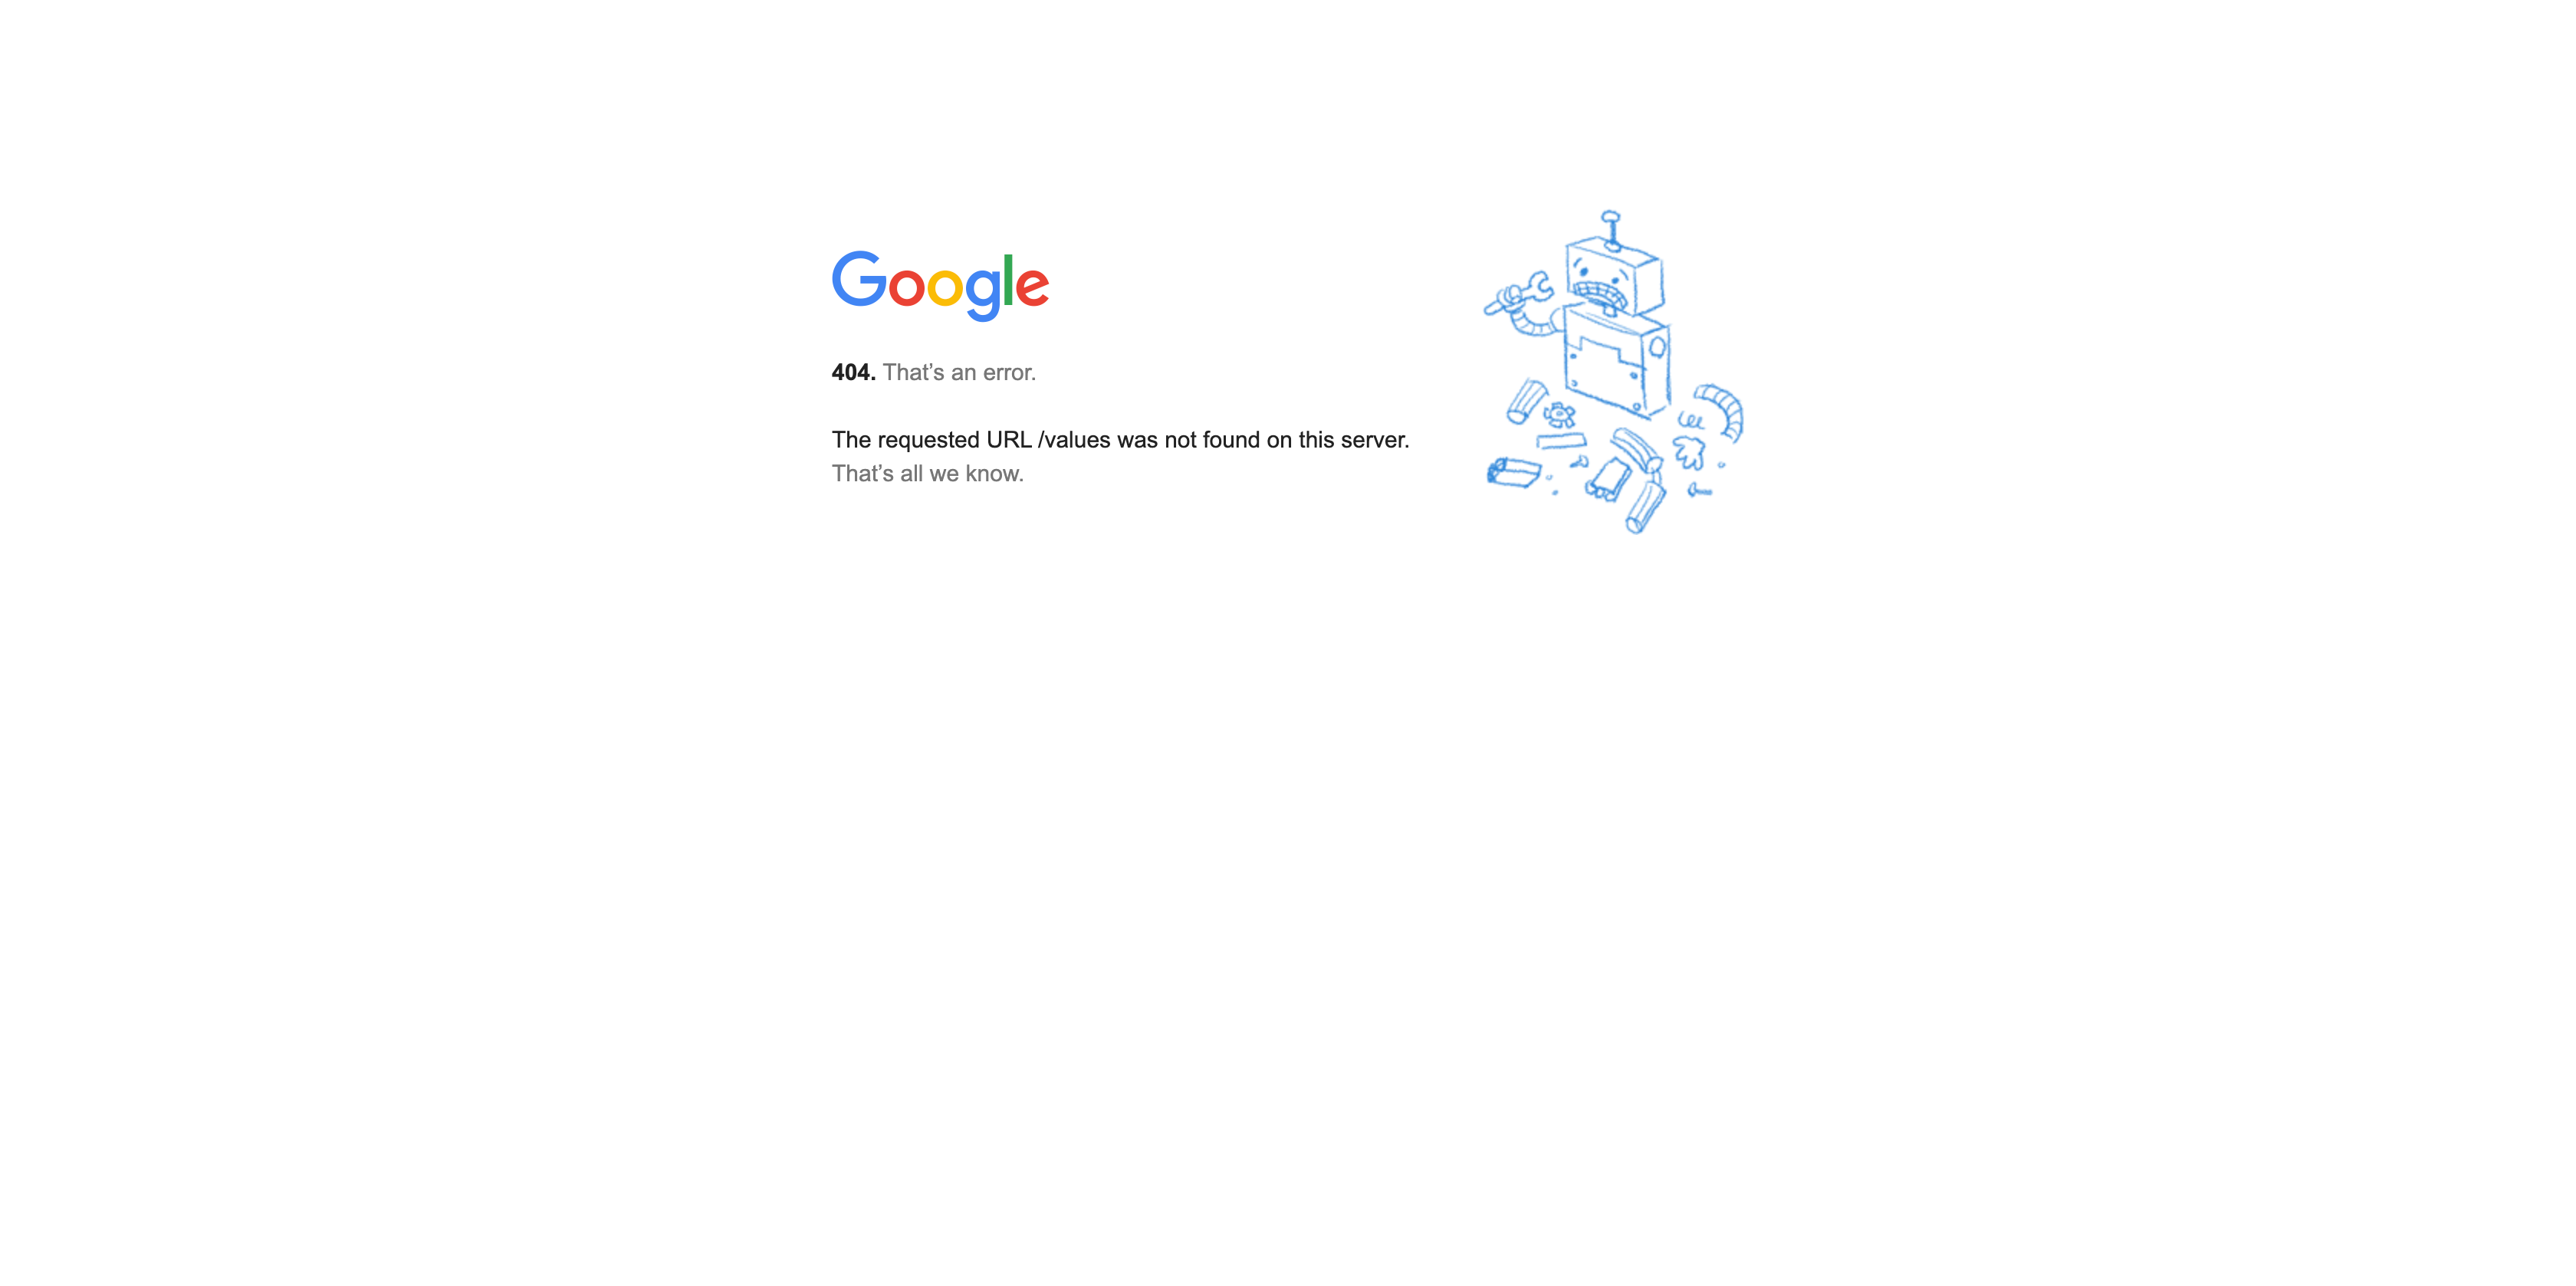 Google
404. That’s an error.
The requested URL /values was not found on this server.
That’s all we know.